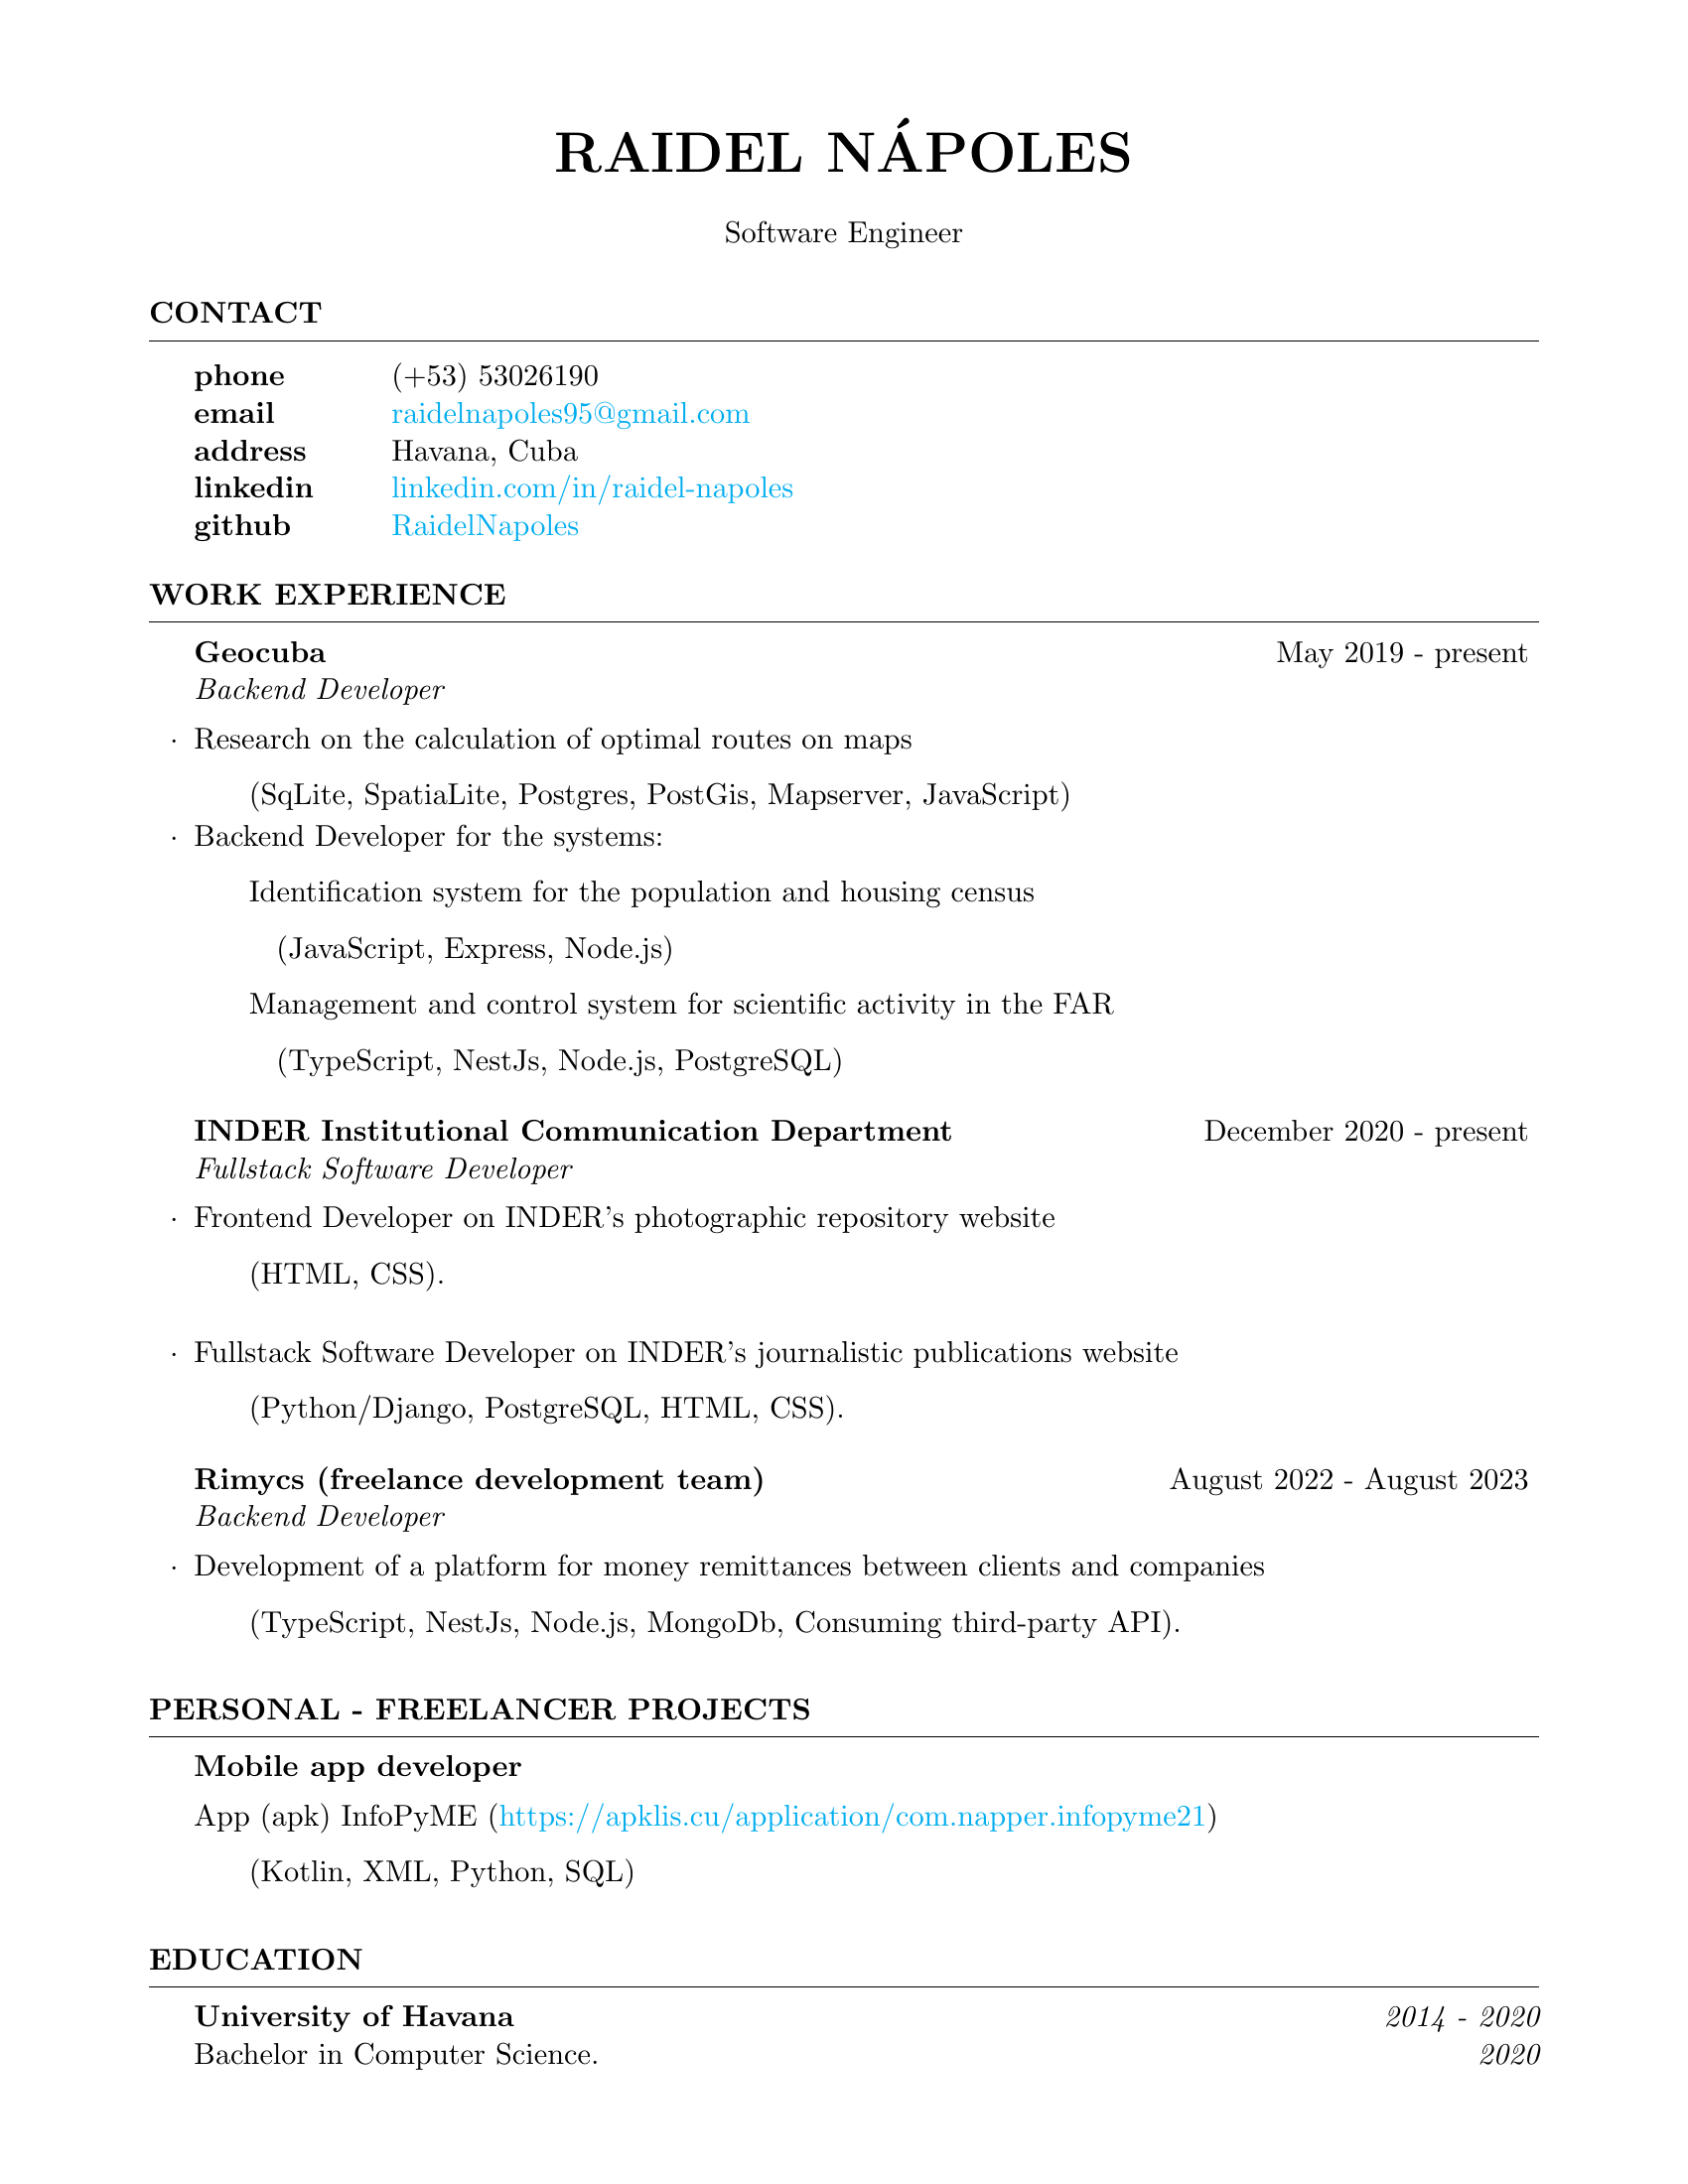 RAIDEL NÁPOLES
Software Engineer
CONTACT
phone (+53) 53026190
email raidelnapoles95@gmail.com
address Havana, Cuba
linkedin linkedin.com/in/raidel-napoles
github RaidelNapoles
WORK EXPERIENCE
Geocuba May 2019 - present
Backend Developer
· Research on the calculation of optimal routes on maps
(SqLite, SpatiaLite, Postgres, PostGis, Mapserver, JavaScript)
· Backend Developer for the systems:
Identification system for the population and housing census
(JavaScript, Express, Node.js)
Management and control system for scientific activity in the FAR
(TypeScript, NestJs, Node.js, PostgreSQL)
INDER Institutional Communication Department December 2020 - present
Fullstack Software Developer
· Frontend Developer on INDER's photographic repository website
(HTML, CSS).
· Fullstack Software Developer on INDER's journalistic publications website
(Python/Django, PostgreSQL, HTML, CSS).
Rimycs (freelance development team) August 2022 - August 2023
Backend Developer
· Development of a platform for money remittances between clients and companies
(TypeScript, NestJs, Node.js, MongoDb, Consuming third-party API).
PERSONAL - FREELANCER PROJECTS
Mobile app developer
App (apk) InfoPyME (https://apklis.cu/application/com.napper.infopyme21)
(Kotlin, XML, Python, SQL)
EDUCATION
University of Havana 2014 - 2020
Bachelor in Computer Science. 2020